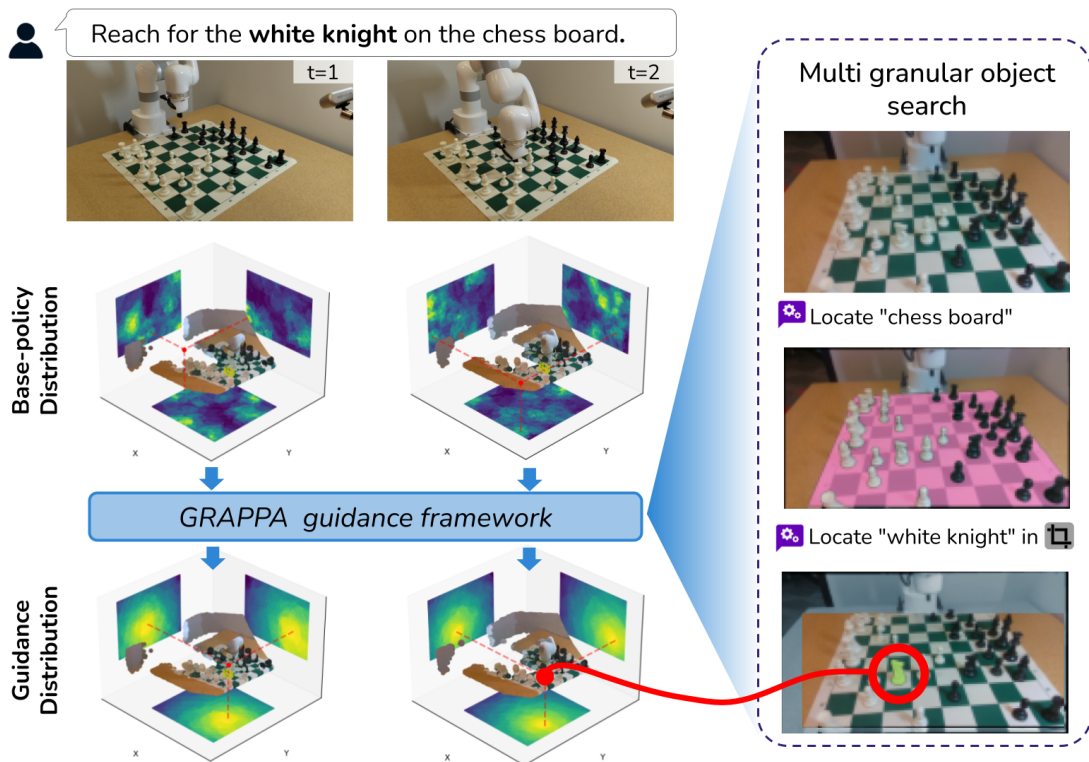 Reach for the white knight on the chess board.
t=1
t=2
Base-policy
Distribution
X
Y
X
Y
GRAPPA guidance framework
Guidance
Distribution
X
Y
X
Y
Multi granular object
search
Locate "chess board"
Locate "white knight" in